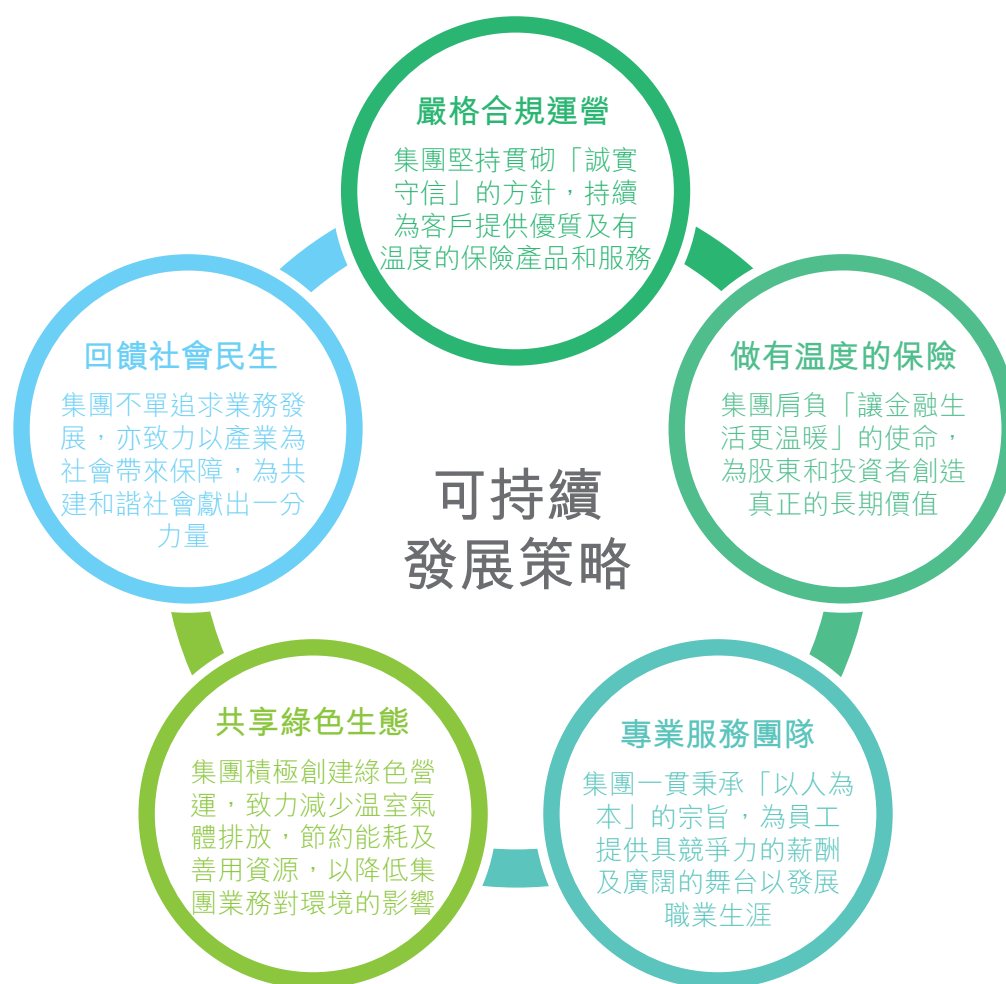 嚴格合規運營
集團堅持貫砌「誠實
守信」的方針，持續
為客戶提供優質及有
温度的保險產品和服務
做有温度的保險
集團肩負「讓金融生
活更温暖」的使命，
為股東和投資者創造
真正的長期價值
專業服務團隊
集團一貫秉承「以人為
本」的宗旨，為員工
提供具競爭力的薪酬
及廣闊的舞台以發展
職業生涯
共享綠色生態
集團積極創建綠色營
運，致力減少温室氣
體排放，節約能耗及
善用資源，以降低集
團業務對環境的影響
回饋社會民生
集團不單追求業務發
展，亦致力以產業為
社會帶來保障，為共
建和諧社會獻出一分
力量
可持續
發展策略